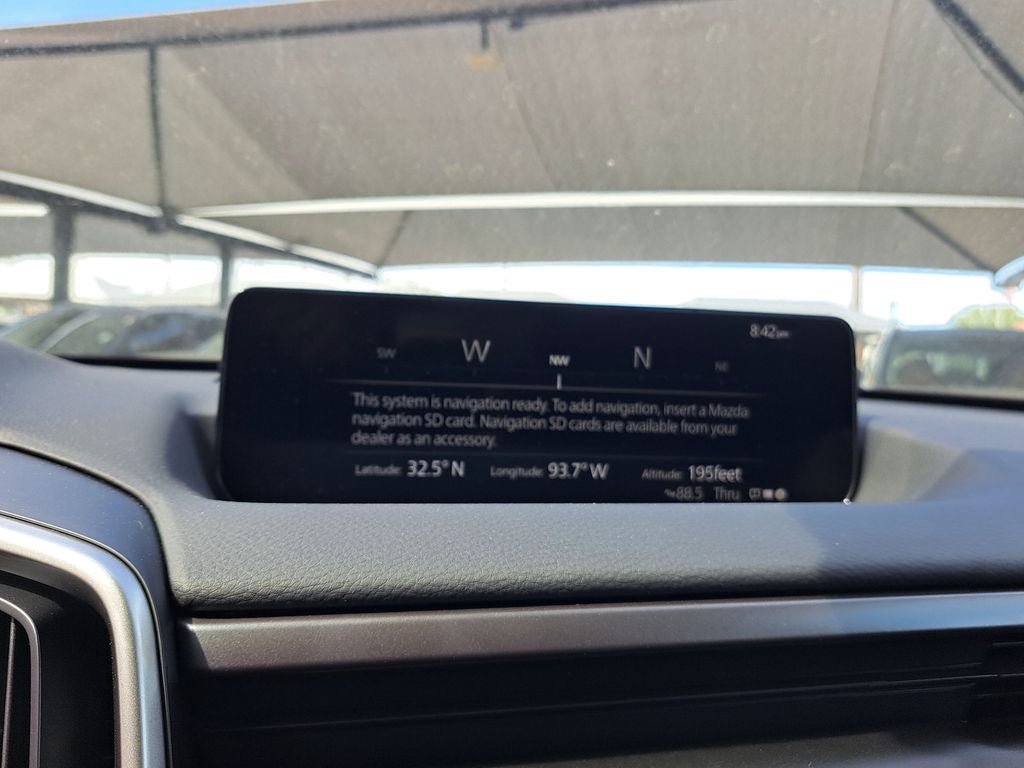 8:42pm
SW W NW N NE
This system is navigation ready. To add navigation, insert a Mazda
navigation SD card. Navigation SD cards are available from your
dealer as an accessory.
Latitude: 32.5° N Longitude: 93.7° W Altitude: 195feet
88.5 Thru